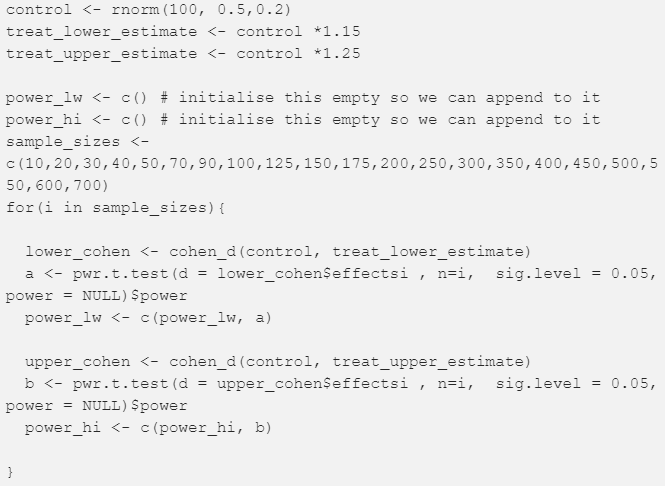 control <- rnorm(100, 0.5,0.2)
treat_lower_estimate <- control *1.15
treat_upper_estimate <- control *1.25
power_lw <- c() # initialise this empty so we can append to it
power_hi <- c() # initialise this empty so we can append to it
sample_sizes <-
c(10,20,30,40,50,70,90,100,125,150,175,200,250,300,350,400,450,500,5
50,600,700)
for(i in sample_sizes){
lower_cohen <- cohen_d(control, treat_lower_estimate)
a <- pwr.t.test(d = lower_cohen$effectsi , n=i,  sig.level = 0.05,
power = NULL)$power
power_lw <- c(power_lw, a)
upper_cohen <- cohen_d(control, treat_upper_estimate)
b <- pwr.t.test(d = upper_cohen$effectsi , n=i,  sig.level = 0.05,
power = NULL)$power
power_hi <- c(power_hi, b)
}